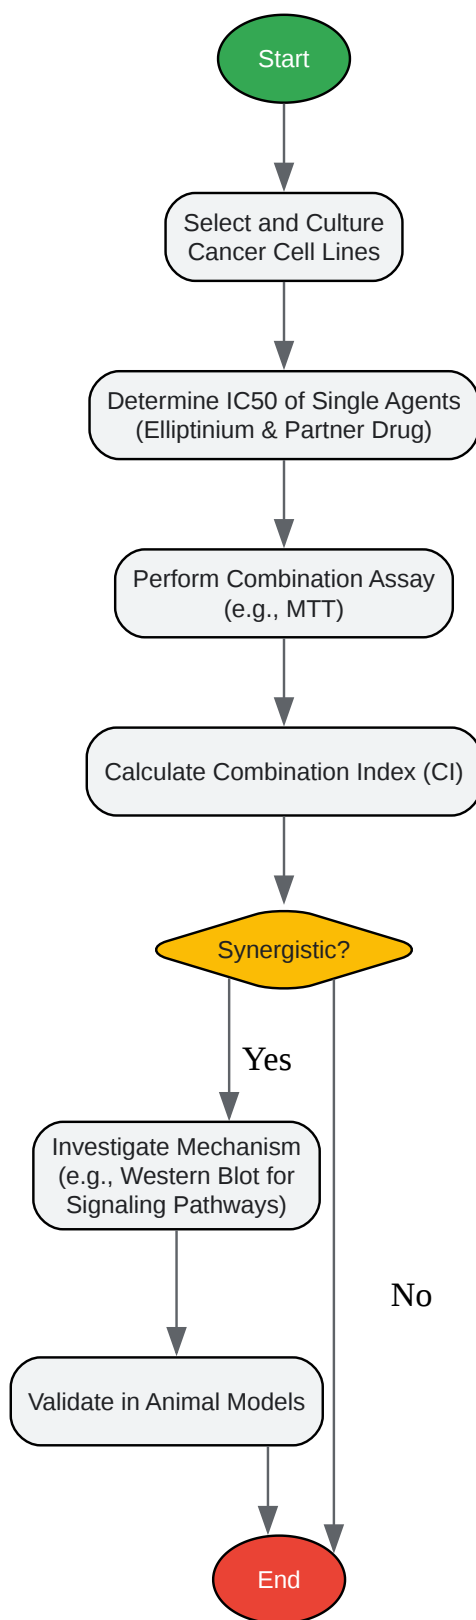 Start
Select and Culture
Cancer Cell Lines
Determine IC50 of Single Agents
(Elliptinium & Partner Drug)
Perform Combination Assay
(e.g., MTT)
Calculate Combination Index (CI)
Synergistic?
Yes
Investigate Mechanism
(e.g., Western Blot for
Signaling Pathways)
No
Validate in Animal Models
End